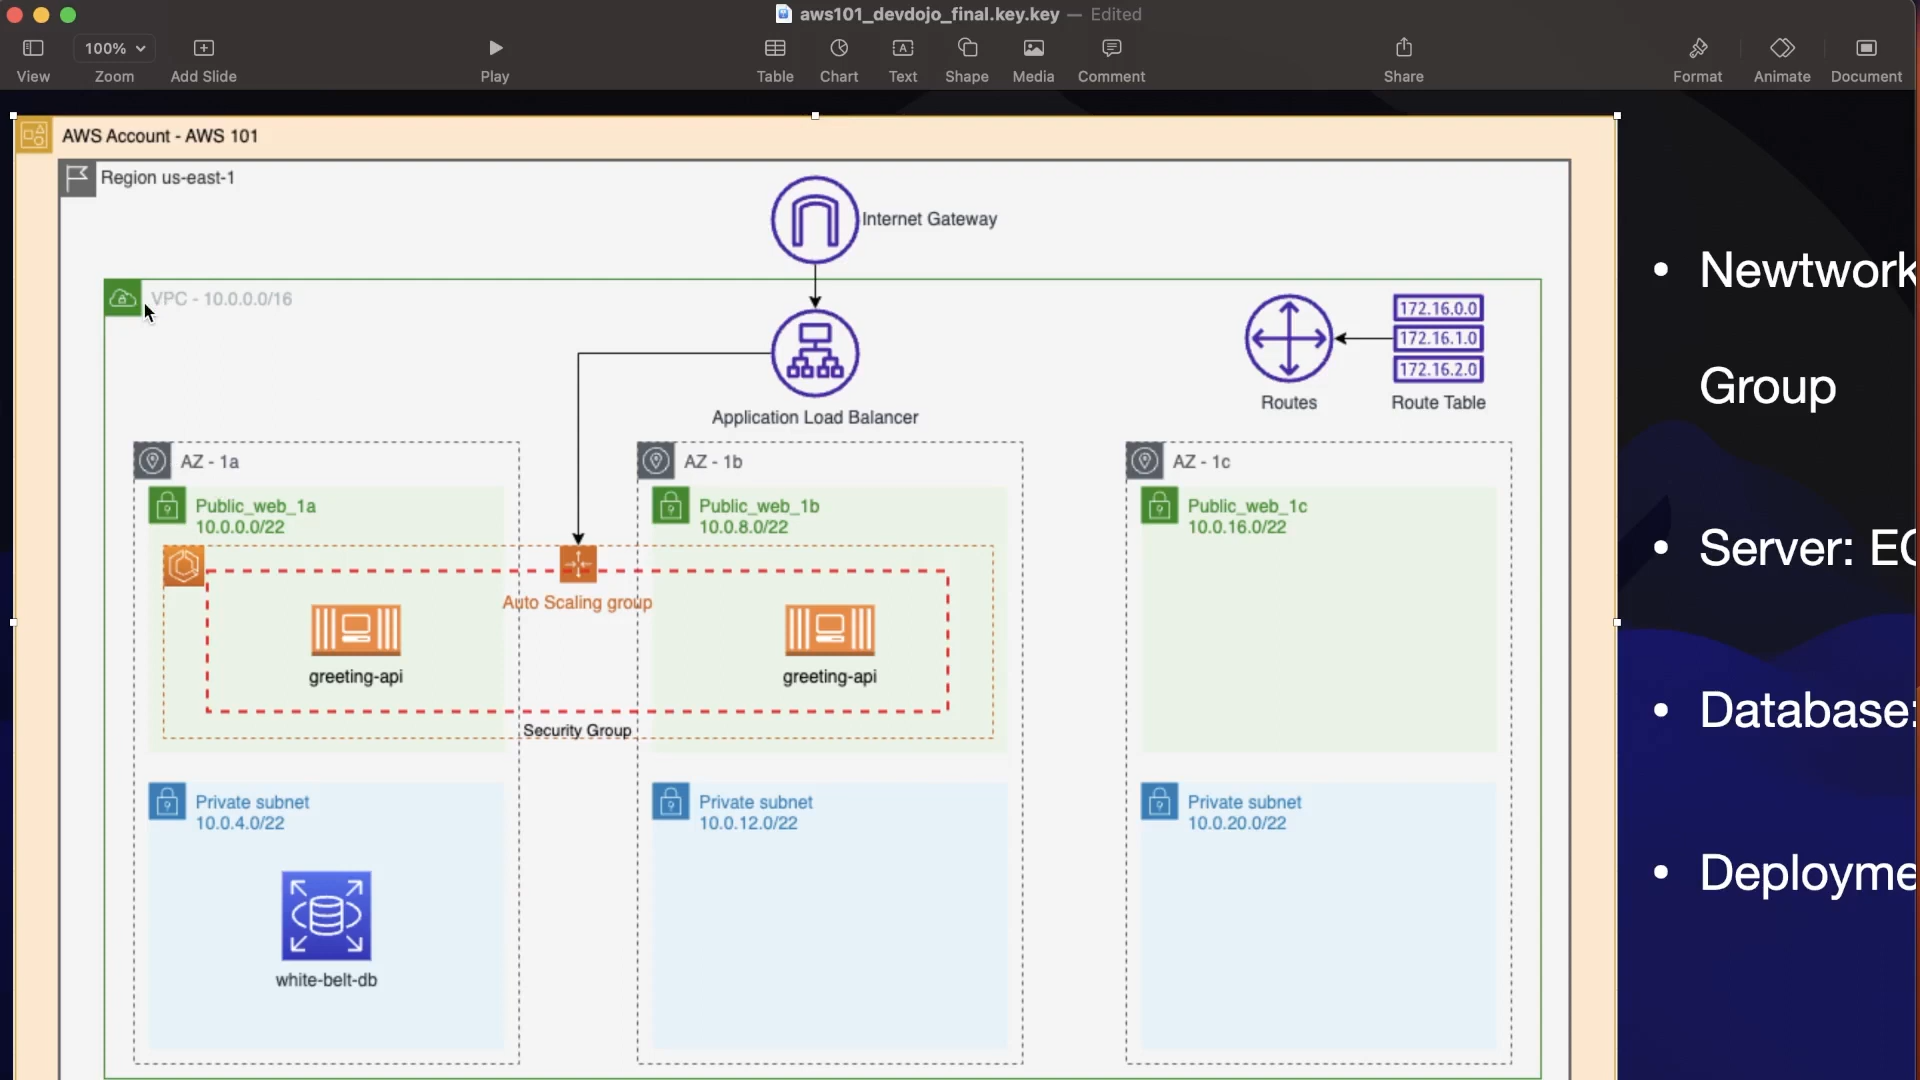 aws101_devdojo_final.key.key — Edited
100%
View
Zoom
Add Slide
Play
Table
Chart
Text
Shape
Media
Comment
Share
Format
Animate
Document
AWS Account - AWS 101
Region us-east-1
Internet Gateway
VPC - 10.0.0.0/16
172.16.0.0
172.16.1.0
172.16.2.0
Routes
Route Table
Application Load Balancer
AZ - 1a
AZ - 1b
AZ - 1c
Public_web_1a
10.0.0.0/22
Public_web_1b
10.0.8.0/22
Public_web_1c
10.0.16.0/22
Auto Scaling group
greeting-api
greeting-api
Security Group
Private subnet
10.0.4.0/22
Private subnet
10.0.12.0/22
Private subnet
10.0.20.0/22
white-belt-db
• Newtwork
Group
• Server: EC
• Database:
• Deployme